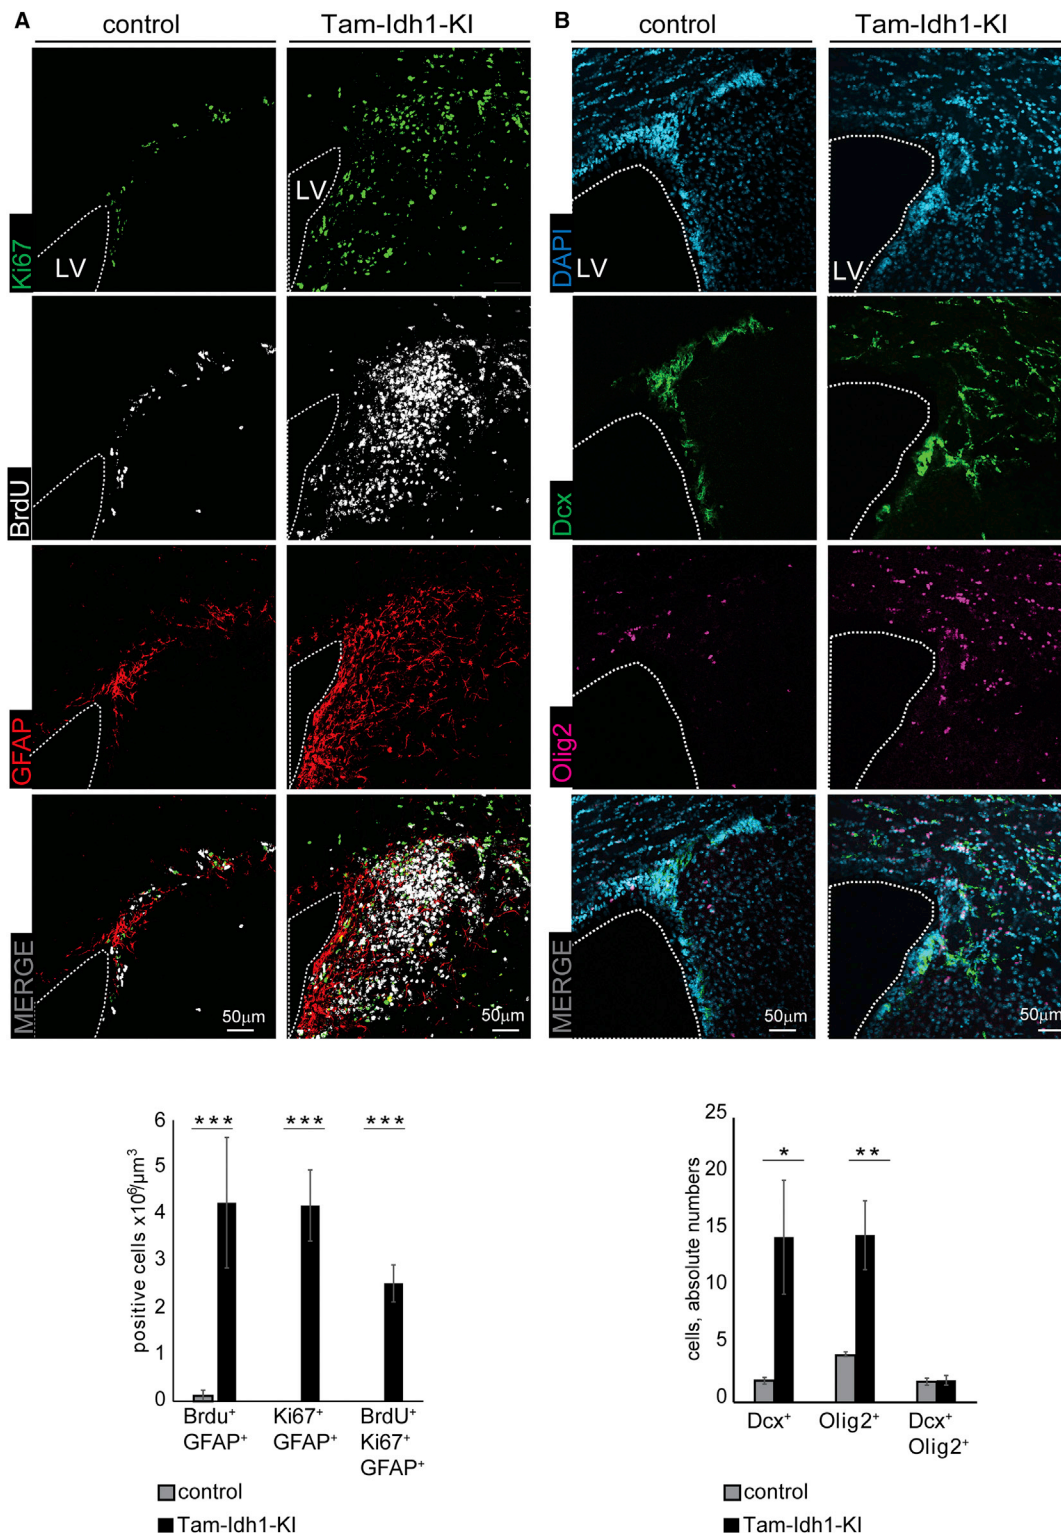 A
control
Tam-Idh1-KI
B
control
Tam-Idh1-KI
Ki67
LV
LV
DAPI
LV
LV
BrdU
Dcx
GFAP
Olig2
MERGE
50µm
50µm
MERGE
50µm
50µm
positive cells x10⁶/µm³
6
5
4
3
2
1
0
***
***
***
Brdu⁺
GFAP⁺
Ki67⁺
GFAP⁺
BrdU⁺
Ki67⁺
GFAP⁺
control
Tam-Idh1-KI
cells, absolute numbers
25
20
15
10
5
0
*
**
Dcx⁺
Olig2⁺
Dcx⁺
Olig2⁺
control
Tam-Idh1-KI